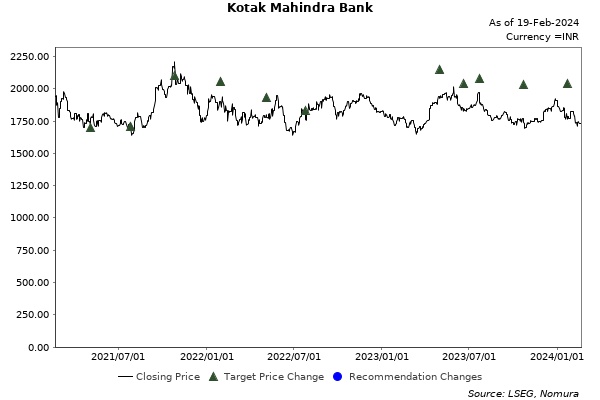 Kotak Mahindra Bank
As of 19-Feb-2024
Currency =INR
2250.00
2000.00
1750.00
1500.00
1250.00
1000.00
750.00
500.00
250.00
0.00
2021/07/01 2022/01/01 2022/07/01 2023/01/01 2023/07/01 2024/01/01
Closing Price Target Price Change Recommendation Changes
Source: LSEG, Nomura